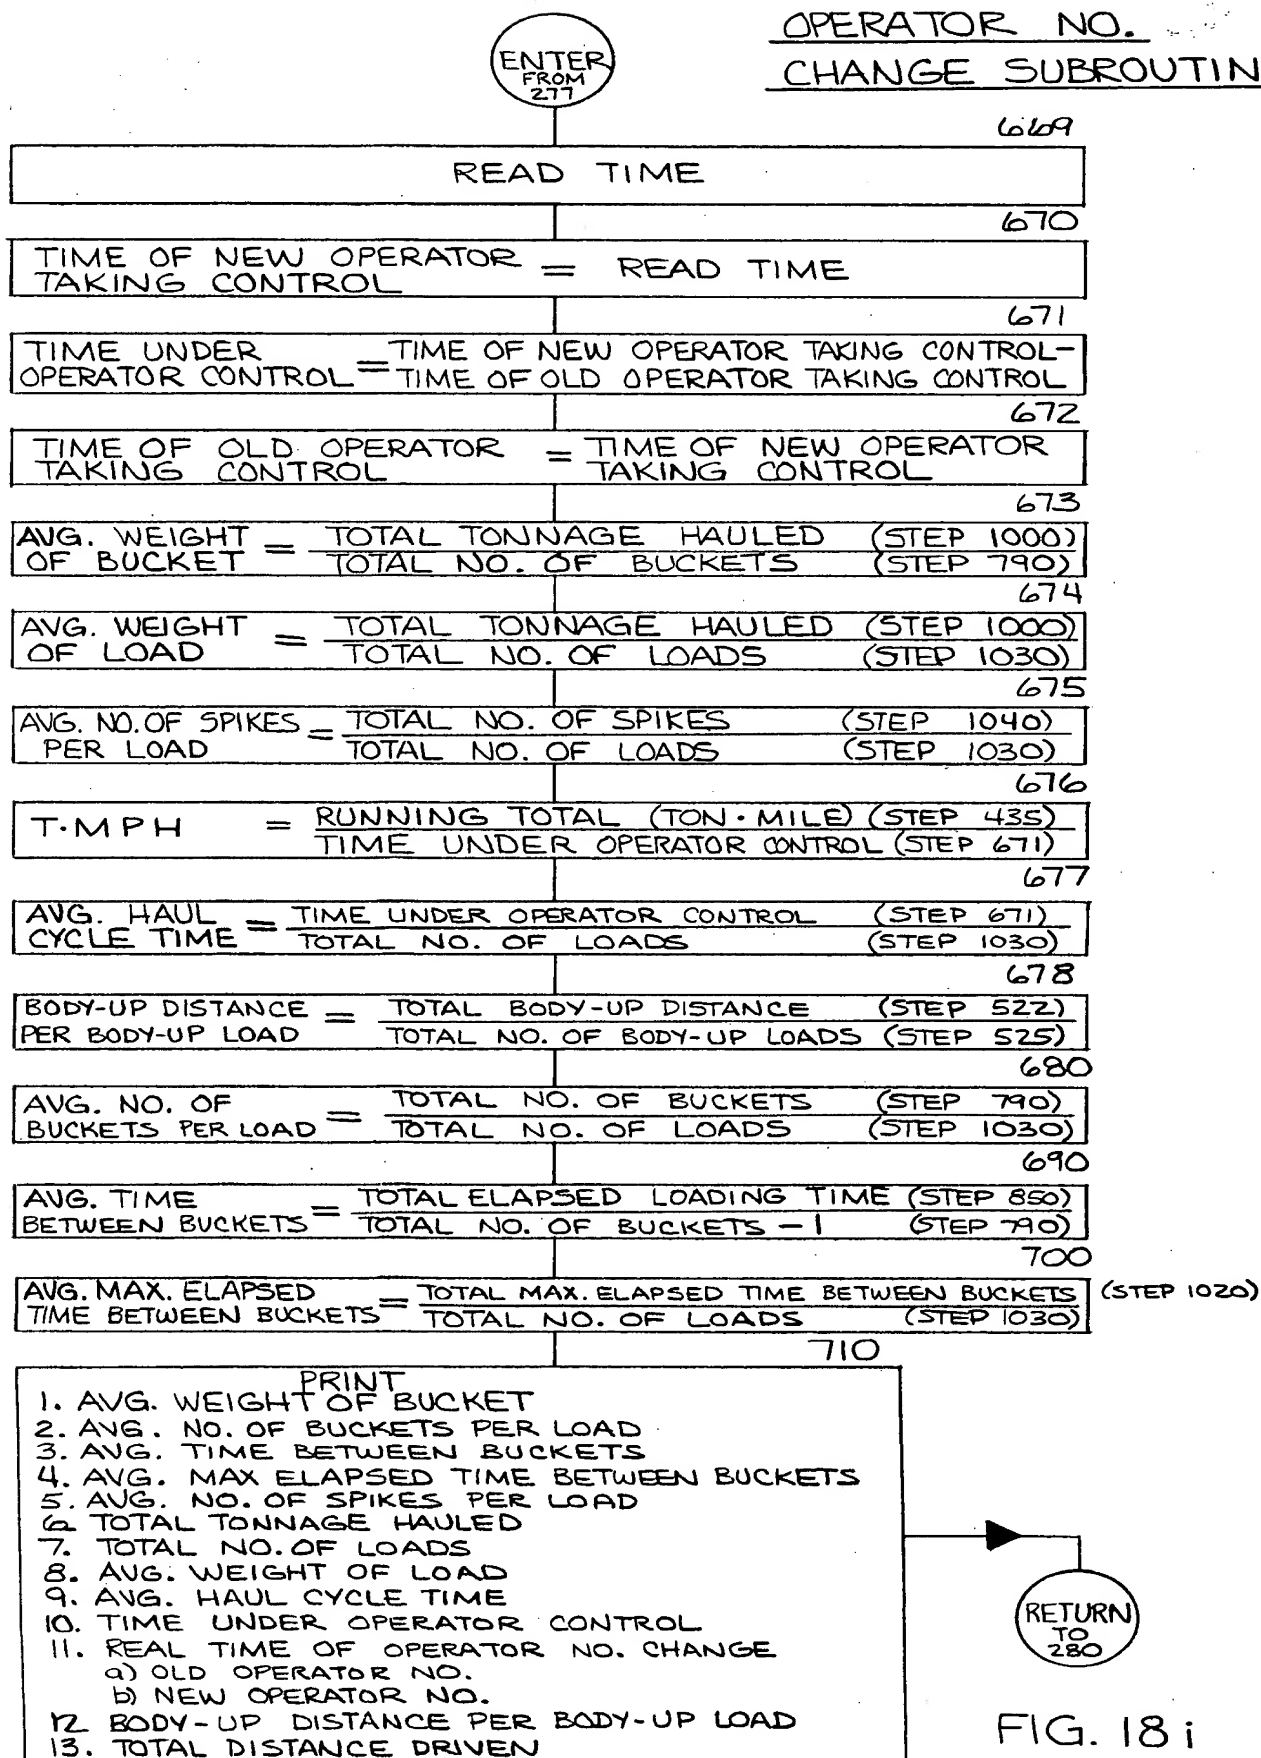 OPERATOR NO.
CHANGE SUBROUTIN
ENTER
FROM
277
669
READ TIME
670
TIME OF NEW OPERATOR
TAKING CONTROL = READ TIME
671
TIME UNDER = TIME OF NEW OPERATOR TAKING CONTROL-
OPERATOR CONTROL TIME OF OLD OPERATOR TAKING CONTROL
672
TIME OF OLD OPERATOR = TIME OF NEW OPERATOR
TAKING CONTROL TAKING CONTROL
673
AVG. WEIGHT = TOTAL TONNAGE HAULED (STEP 1000)
OF BUCKET TOTAL NO. OF BUCKETS (STEP 790)
674
AVG. WEIGHT = TOTAL TONNAGE HAULED (STEP 1000)
OF LOAD TOTAL NO. OF LOADS (STEP 1030)
675
AVG. NO. OF SPIKES = TOTAL NO. OF SPIKES (STEP 1040)
PER LOAD TOTAL NO. OF LOADS (STEP 1030)
676
T·MPH = RUNNING TOTAL (TON·MILE) (STEP 435)
TIME UNDER OPERATOR CONTROL (STEP 671)
677
AVG. HAUL = TIME UNDER OPERATOR CONTROL (STEP 671)
CYCLE TIME TOTAL NO. OF LOADS (STEP 1030)
678
BODY-UP DISTANCE = TOTAL BODY-UP DISTANCE (STEP 522)
PER BODY-UP LOAD TOTAL NO. OF BODY-UP LOADS (STEP 525)
680
AVG. NO. OF = TOTAL NO. OF BUCKETS (STEP 790)
BUCKETS PER LOAD TOTAL NO. OF LOADS (STEP 1030)
690
AVG. TIME = TOTAL ELAPSED LOADING TIME (STEP 850)
BETWEEN BUCKETS TOTAL NO. OF BUCKETS - 1 (STEP 790)
700
AVG. MAX. ELAPSED = TOTAL MAX. ELAPSED TIME BETWEEN BUCKETS (STEP 1020)
TIME BETWEEN BUCKETS TOTAL NO. OF LOADS (STEP 1030)
710
PRINT
1. AVG. WEIGHT OF BUCKET
2. AVG. NO. OF BUCKETS PER LOAD
3. AVG. TIME BETWEEN BUCKETS
4. AVG. MAX ELAPSED TIME BETWEEN BUCKETS
5. AVG. NO. OF SPIKES PER LOAD
6. TOTAL TONNAGE HAULED
7. TOTAL NO. OF LOADS
8. AVG. WEIGHT OF LOAD
9. AVG. HAUL CYCLE TIME
10. TIME UNDER OPERATOR CONTROL
11. REAL TIME OF OPERATOR NO. CHANGE
a) OLD OPERATOR NO.
b) NEW OPERATOR NO.
12. BODY-UP DISTANCE PER BODY-UP LOAD
13. TOTAL DISTANCE DRIVEN
RETURN
TO
280
FIG. 18 i